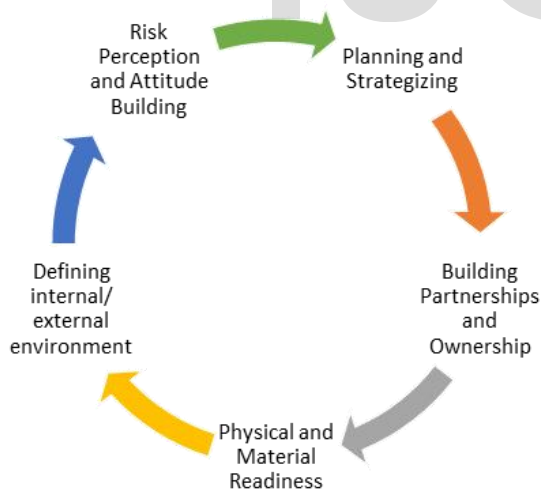 Risk
Perception
and Attitude
Building
Planning and
Strategizing
Building
Partnerships
and
Ownership
Physical and
Material
Readiness
Defining
internal/
external
environment